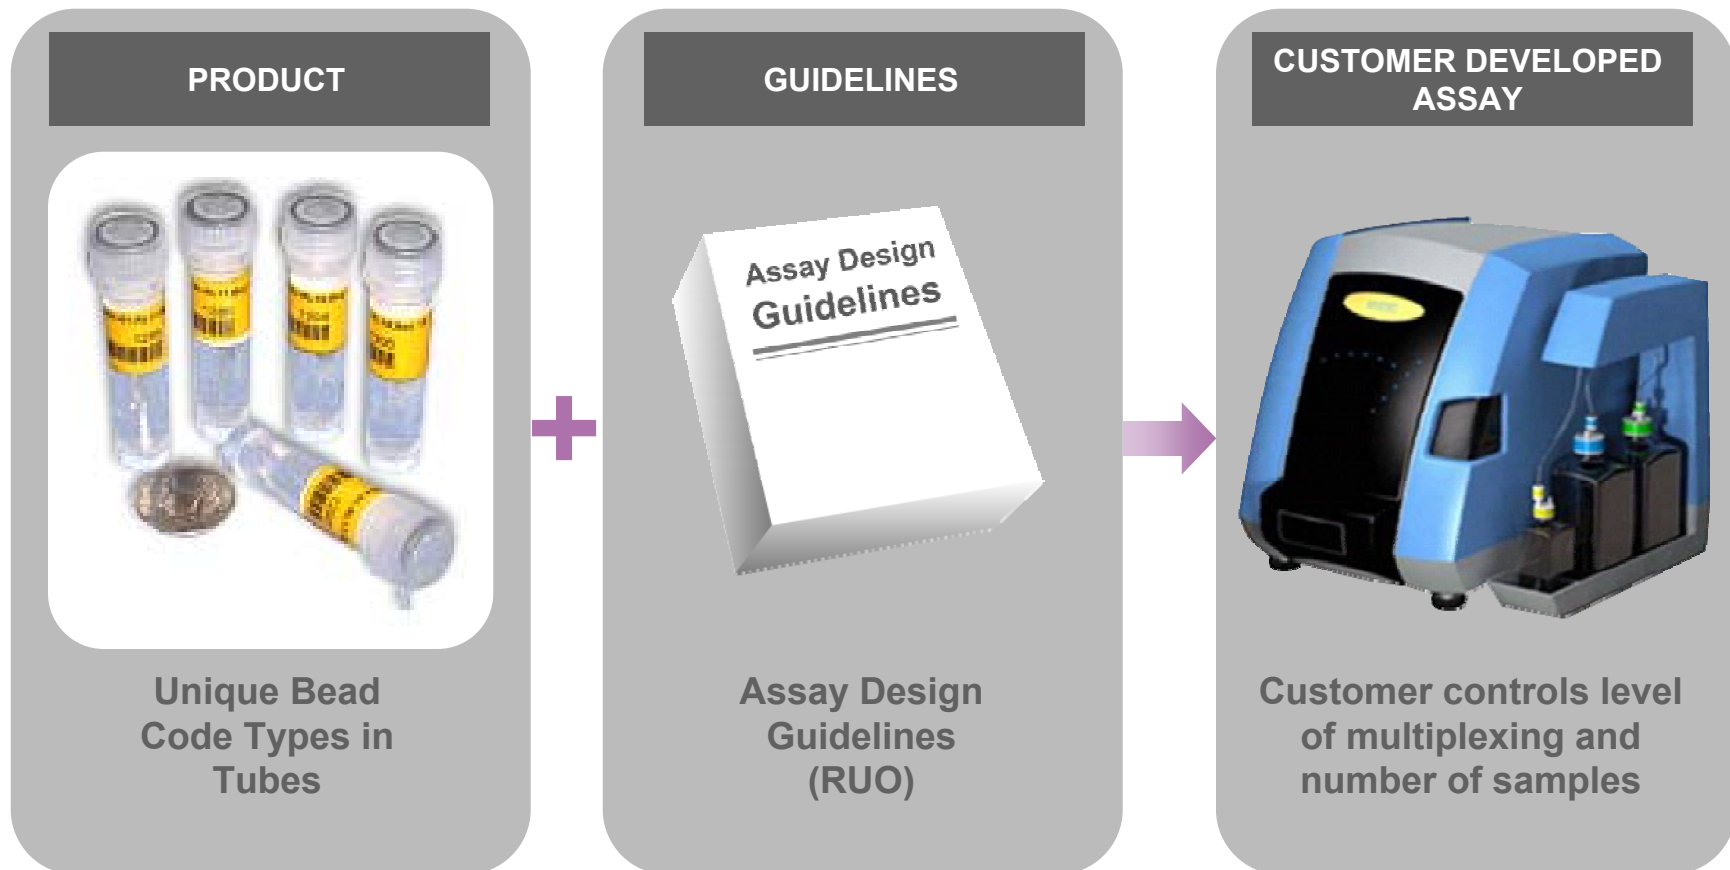 PRODUCT
Unique Bead
Code Types in
Tubes
GUIDELINES
Assay Design
Guidelines
Assay Design
Guidelines
(RUO)
CUSTOMER DEVELOPED
ASSAY
Customer controls level
of multiplexing and
number of samples